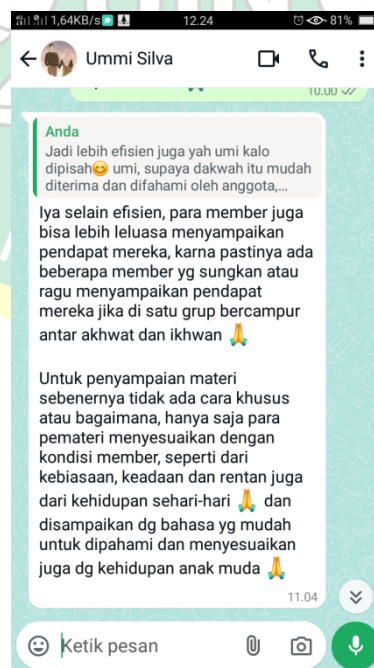 1,64KB/s 12.24 81%
Ummi Silva
10.00
Anda
Jadi lebih efisien juga yah umi kalo
dipisah😊 umi, supaya dakwah itu mudah
diterima dan difahami oleh anggota,...
Iya selain efisien, para member juga
bisa lebih leluasa menyampaikan
pendapat mereka, karna pastinya ada
beberapa member yg sungkan atau
ragu menyampaikan pendapat
mereka jika di satu grup bercampur
antar akhwat dan ikhwan 🙏
Untuk penyampaian materi
sebenernya tidak ada cara khusus
atau bagaimana, hanya saja para
pemateri menyesuaikan dengan
kondisi member, seperti dari
kebiasaan, keadaan dan rentan juga
dari kehidupan sehari-hari 🙏 dan
disampaikan dg bahasa yg mudah
untuk dipahami dan menyesuaikan
juga dg kehidupan anak muda 🙏
11.04
Ketik pesan